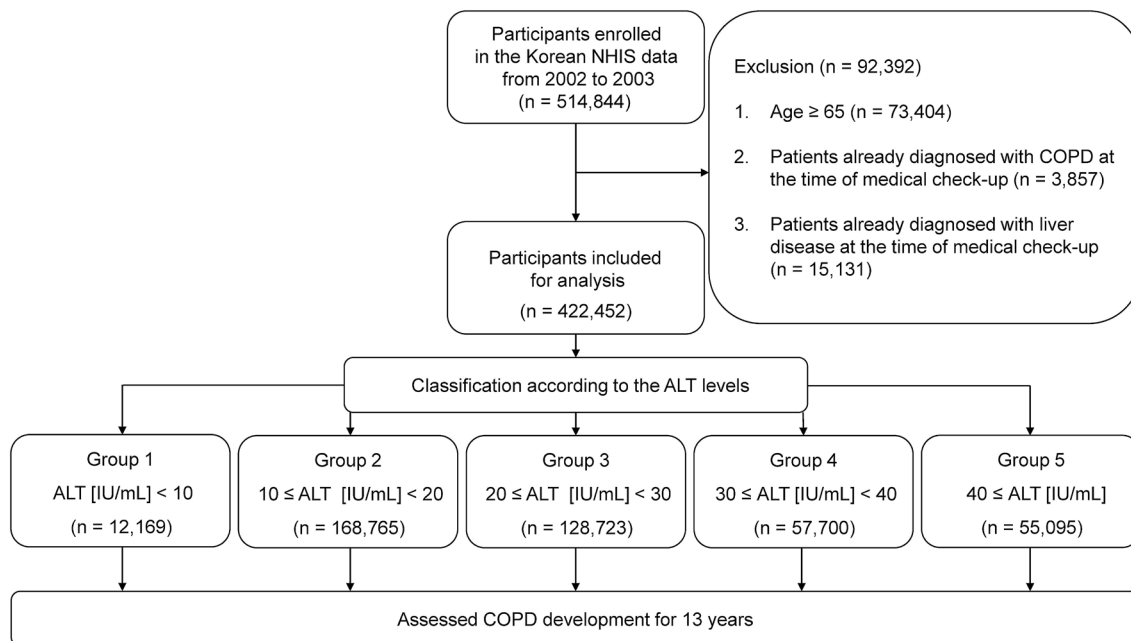 Participants enrolled
in the Korean NHIS data
from 2002 to 2003
(n = 514,844)
Exclusion (n = 92,392)
1. Age ≥ 65 (n = 73,404)
2. Patients already diagnosed with COPD at
the time of medical check-up (n = 3,857)
3. Patients already diagnosed with liver
disease at the time of medical check-up
(n = 15,131)
Participants included
for analysis
(n = 422,452)
Classification according to the ALT levels
Group 1
ALT [IU/mL] < 10
(n = 12,169)
Group 2
10 ≤ ALT [IU/mL] < 20
(n = 168,765)
Group 3
20 ≤ ALT [IU/mL] < 30
(n = 128,723)
Group 4
30 ≤ ALT [IU/mL] < 40
(n = 57,700)
Group 5
40 ≤ ALT [IU/mL]
(n = 55,095)
Assessed COPD development for 13 years